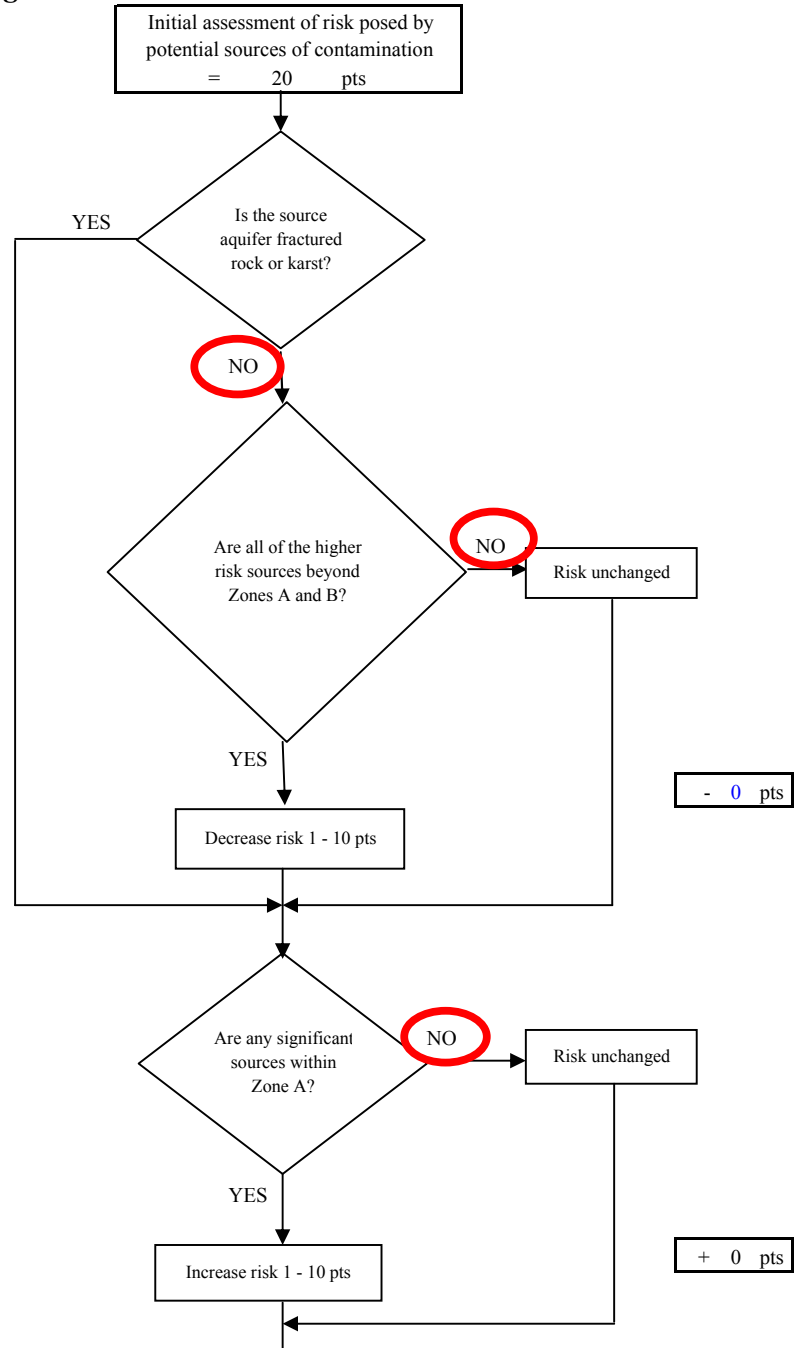 g
Initial assessment of risk posed by
potential sources of contamination
= 20 pts
YES
Is the source
aquifer fractured
rock or karst?
NO
Are all of the higher
risk sources beyond
Zones A and B?
NO
Risk unchanged
YES
- 0 pts
Decrease risk 1 - 10 pts
Are any significant
sources within
Zone A?
NO
Risk unchanged
YES
+ 0 pts
Increase risk 1 - 10 pts